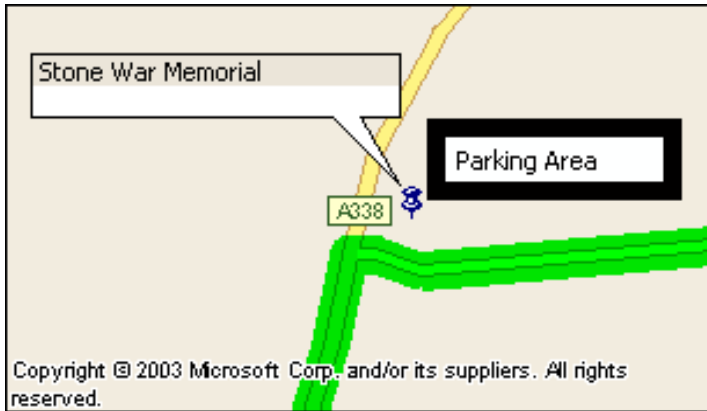 Stone War Memorial
Parking Area
A338
Copyright © 2003 Microsoft Corp. and/or its suppliers. All rights
reserved.